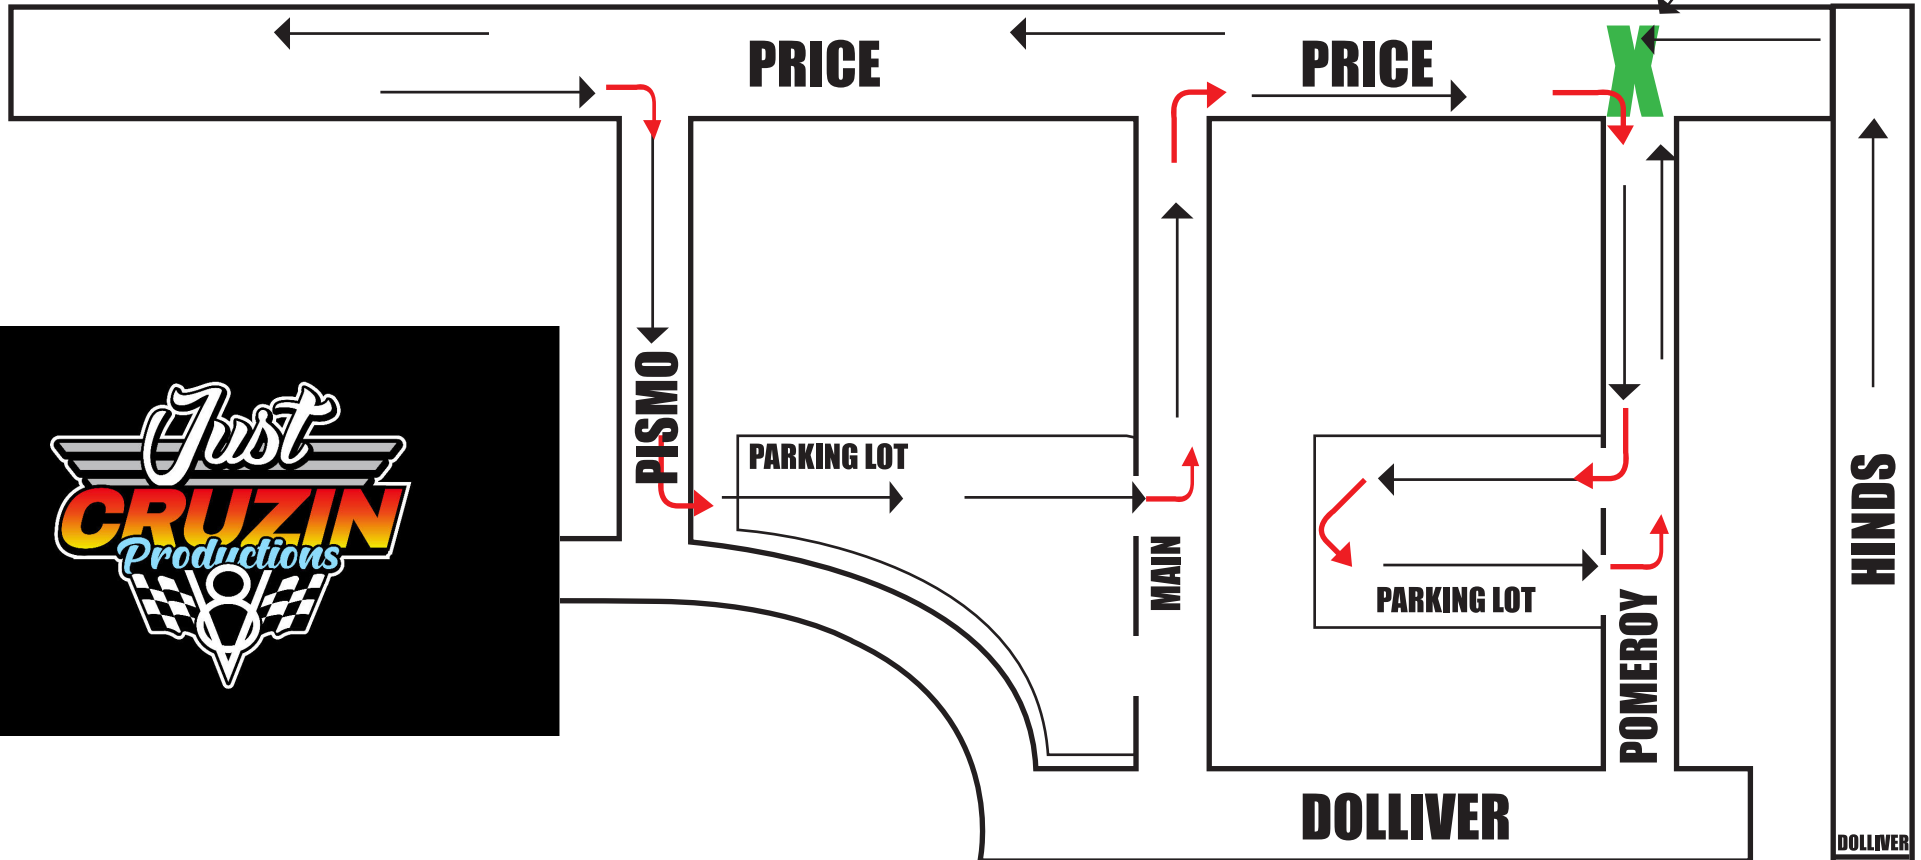 PRICE
PRICE
X
PISMO
PARKING LOT
MAIN
PARKING LOT
POMEROY
HINDS
DOLLIVER
DOLLIVER
Just
CRUZIN
Productions